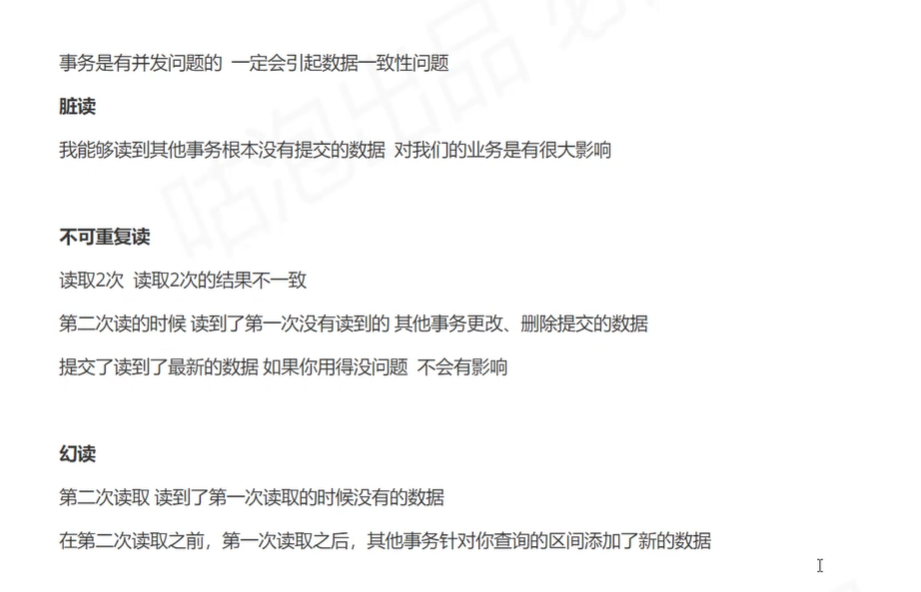 事务是有并发问题的 一定会引起数据一致性问题
脏读
我能够读到其他事务根本没有提交的数据 对我们的业务是有很大影响
不可重复读
读取2次 读取2次的结果不一致
第二次读的时候 读到了第一次没有读到的 其他事务更改、删除提交的数据
提交了读到了最新的数据 如果你用得没问题 不会有影响
幻读
第二次读取 读到了第一次读取的时候没有的数据
在第二次读取之前，第一次读取之后，其他事务针对你查询的区间添加了新的数据
咕泡出品